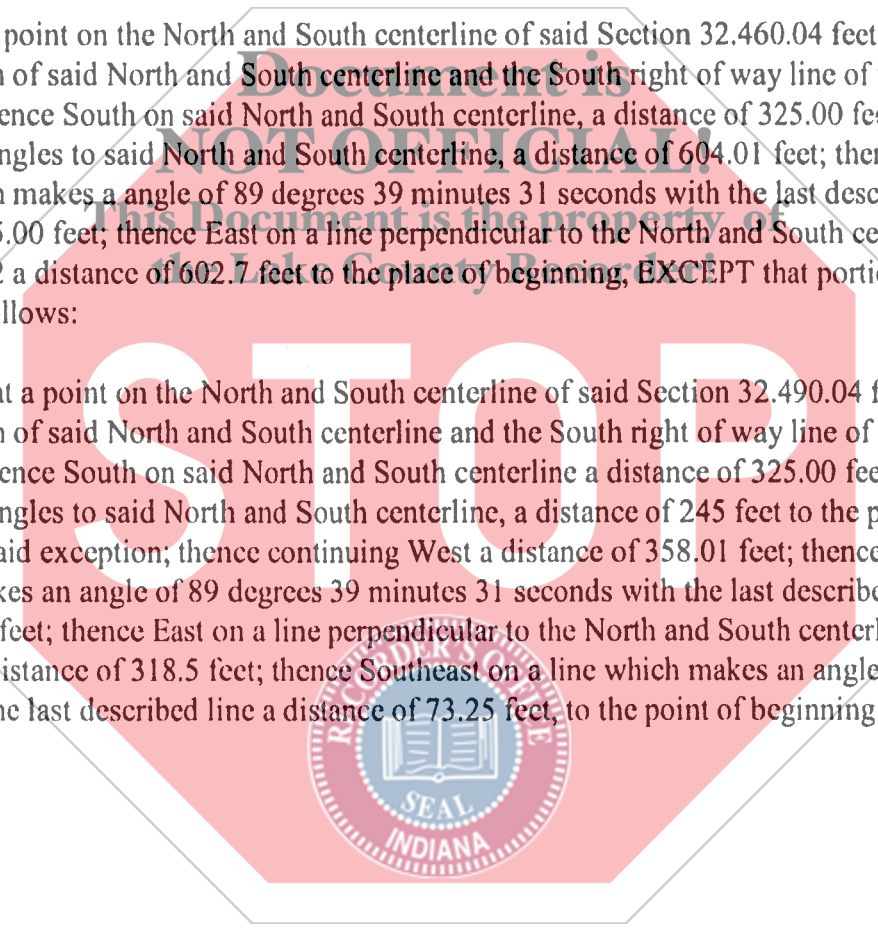 point on the North and South centerline of said Section 32.460.04 feet
of said North and South centerline and the South right of way line of
ence South on said North and South centerline, a distance of 325.00 fe
ngles to said North and South centerline, a distance of 604.01 feet; the
makes a angle of 89 degrees 39 minutes 31 seconds with the last desc
5.00 feet; thence East on a line perpendicular to the North and South ce
2 a distance of 602.7 feet to the place of beginning, EXCEPT that porti
llows:
at a point on the North and South centerline of said Section 32.490.04 f
of said North and South centerline and the South right of way line of
ence South on said North and South centerline a distance of 325.00 fee
ngles to said North and South centerline, a distance of 245 feet to the p
aid exception; thence continuing West a distance of 358.01 feet; thence
kes an angle of 89 degrees 39 minutes 31 seconds with the last describe
feet; thence East on a line perpendicular to the North and South center
istance of 318.5 feet; thence Southeast on a line which makes an angle
ne last described line a distance of 73.25 feet, to the point of beginning
Document is
NOT OFFICIAL!
This Document is the property of
the Lake County Recorder!
STOP
RECORDER'S OFFICE
SEAL
INDIANA